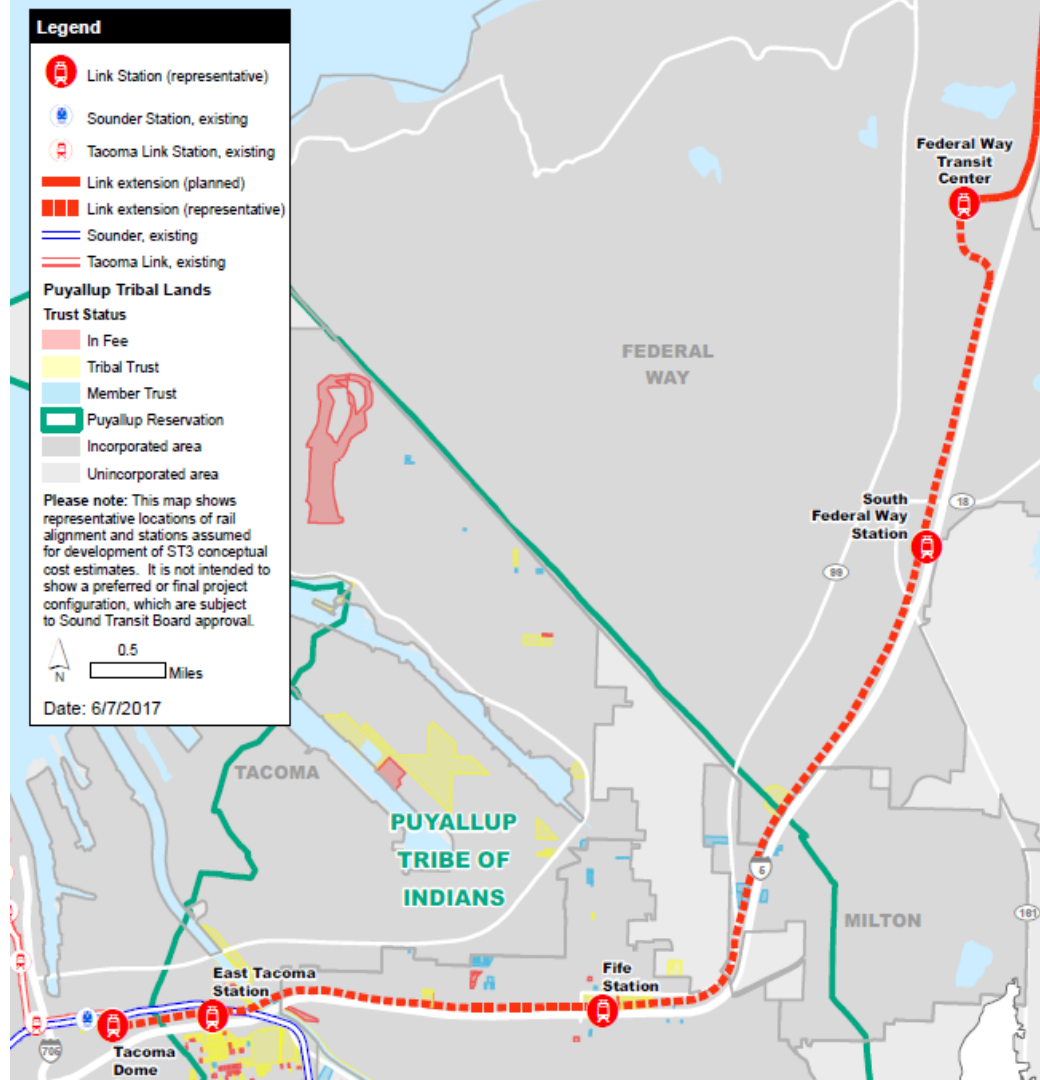 Legend
Link Station (representative)
Sounder Station, existing
Tacoma Link Station, existing
Link extension (planned)
Link extension (representative)
Sounder, existing
Tacoma Link, existing
Puyallup Tribal Lands
Trust Status
In Fee
Tribal Trust
Member Trust
Puyallup Reservation
Incorporated area
Unincorporated area
Please note: This map shows
representative locations of rail
alignment and stations assumed
for development of ST3 conceptual
cost estimates. It is not intended to
show a preferred or final project
configuration, which are subject
to Sound Transit Board approval.
0.5
Miles
N
Date: 6/7/2017
Federal Way
Transit
Center
FEDERAL
WAY
South
Federal Way
Station
18
99
TACOMA
PUYALLUP
TRIBE OF
INDIANS
5
MILTON
181
East Tacoma
Station
Fife
Station
Tacoma
Dome
705